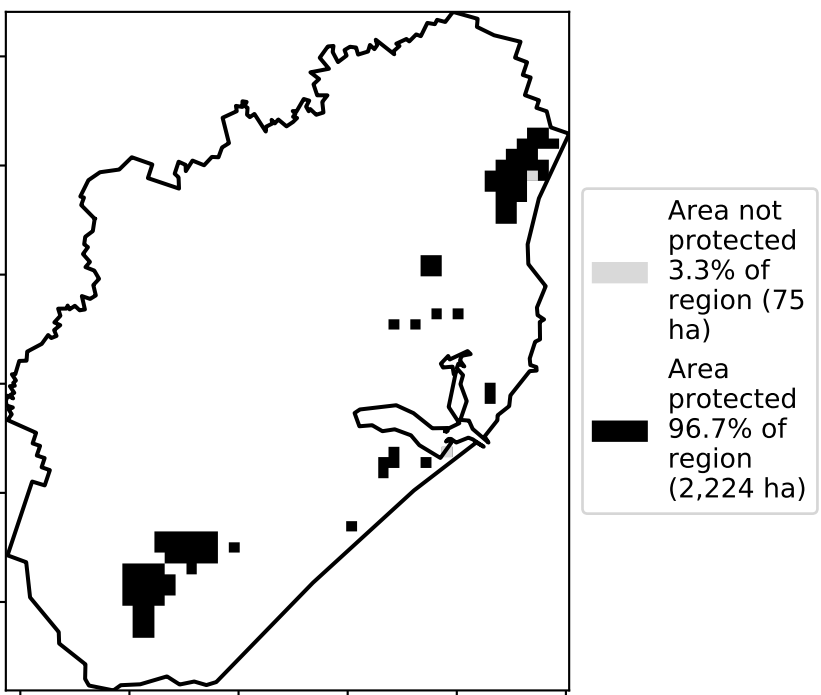 Area not
protected
3.3% of
region (75
ha)
Area
protected
96.7% of
region
(2,224 ha)